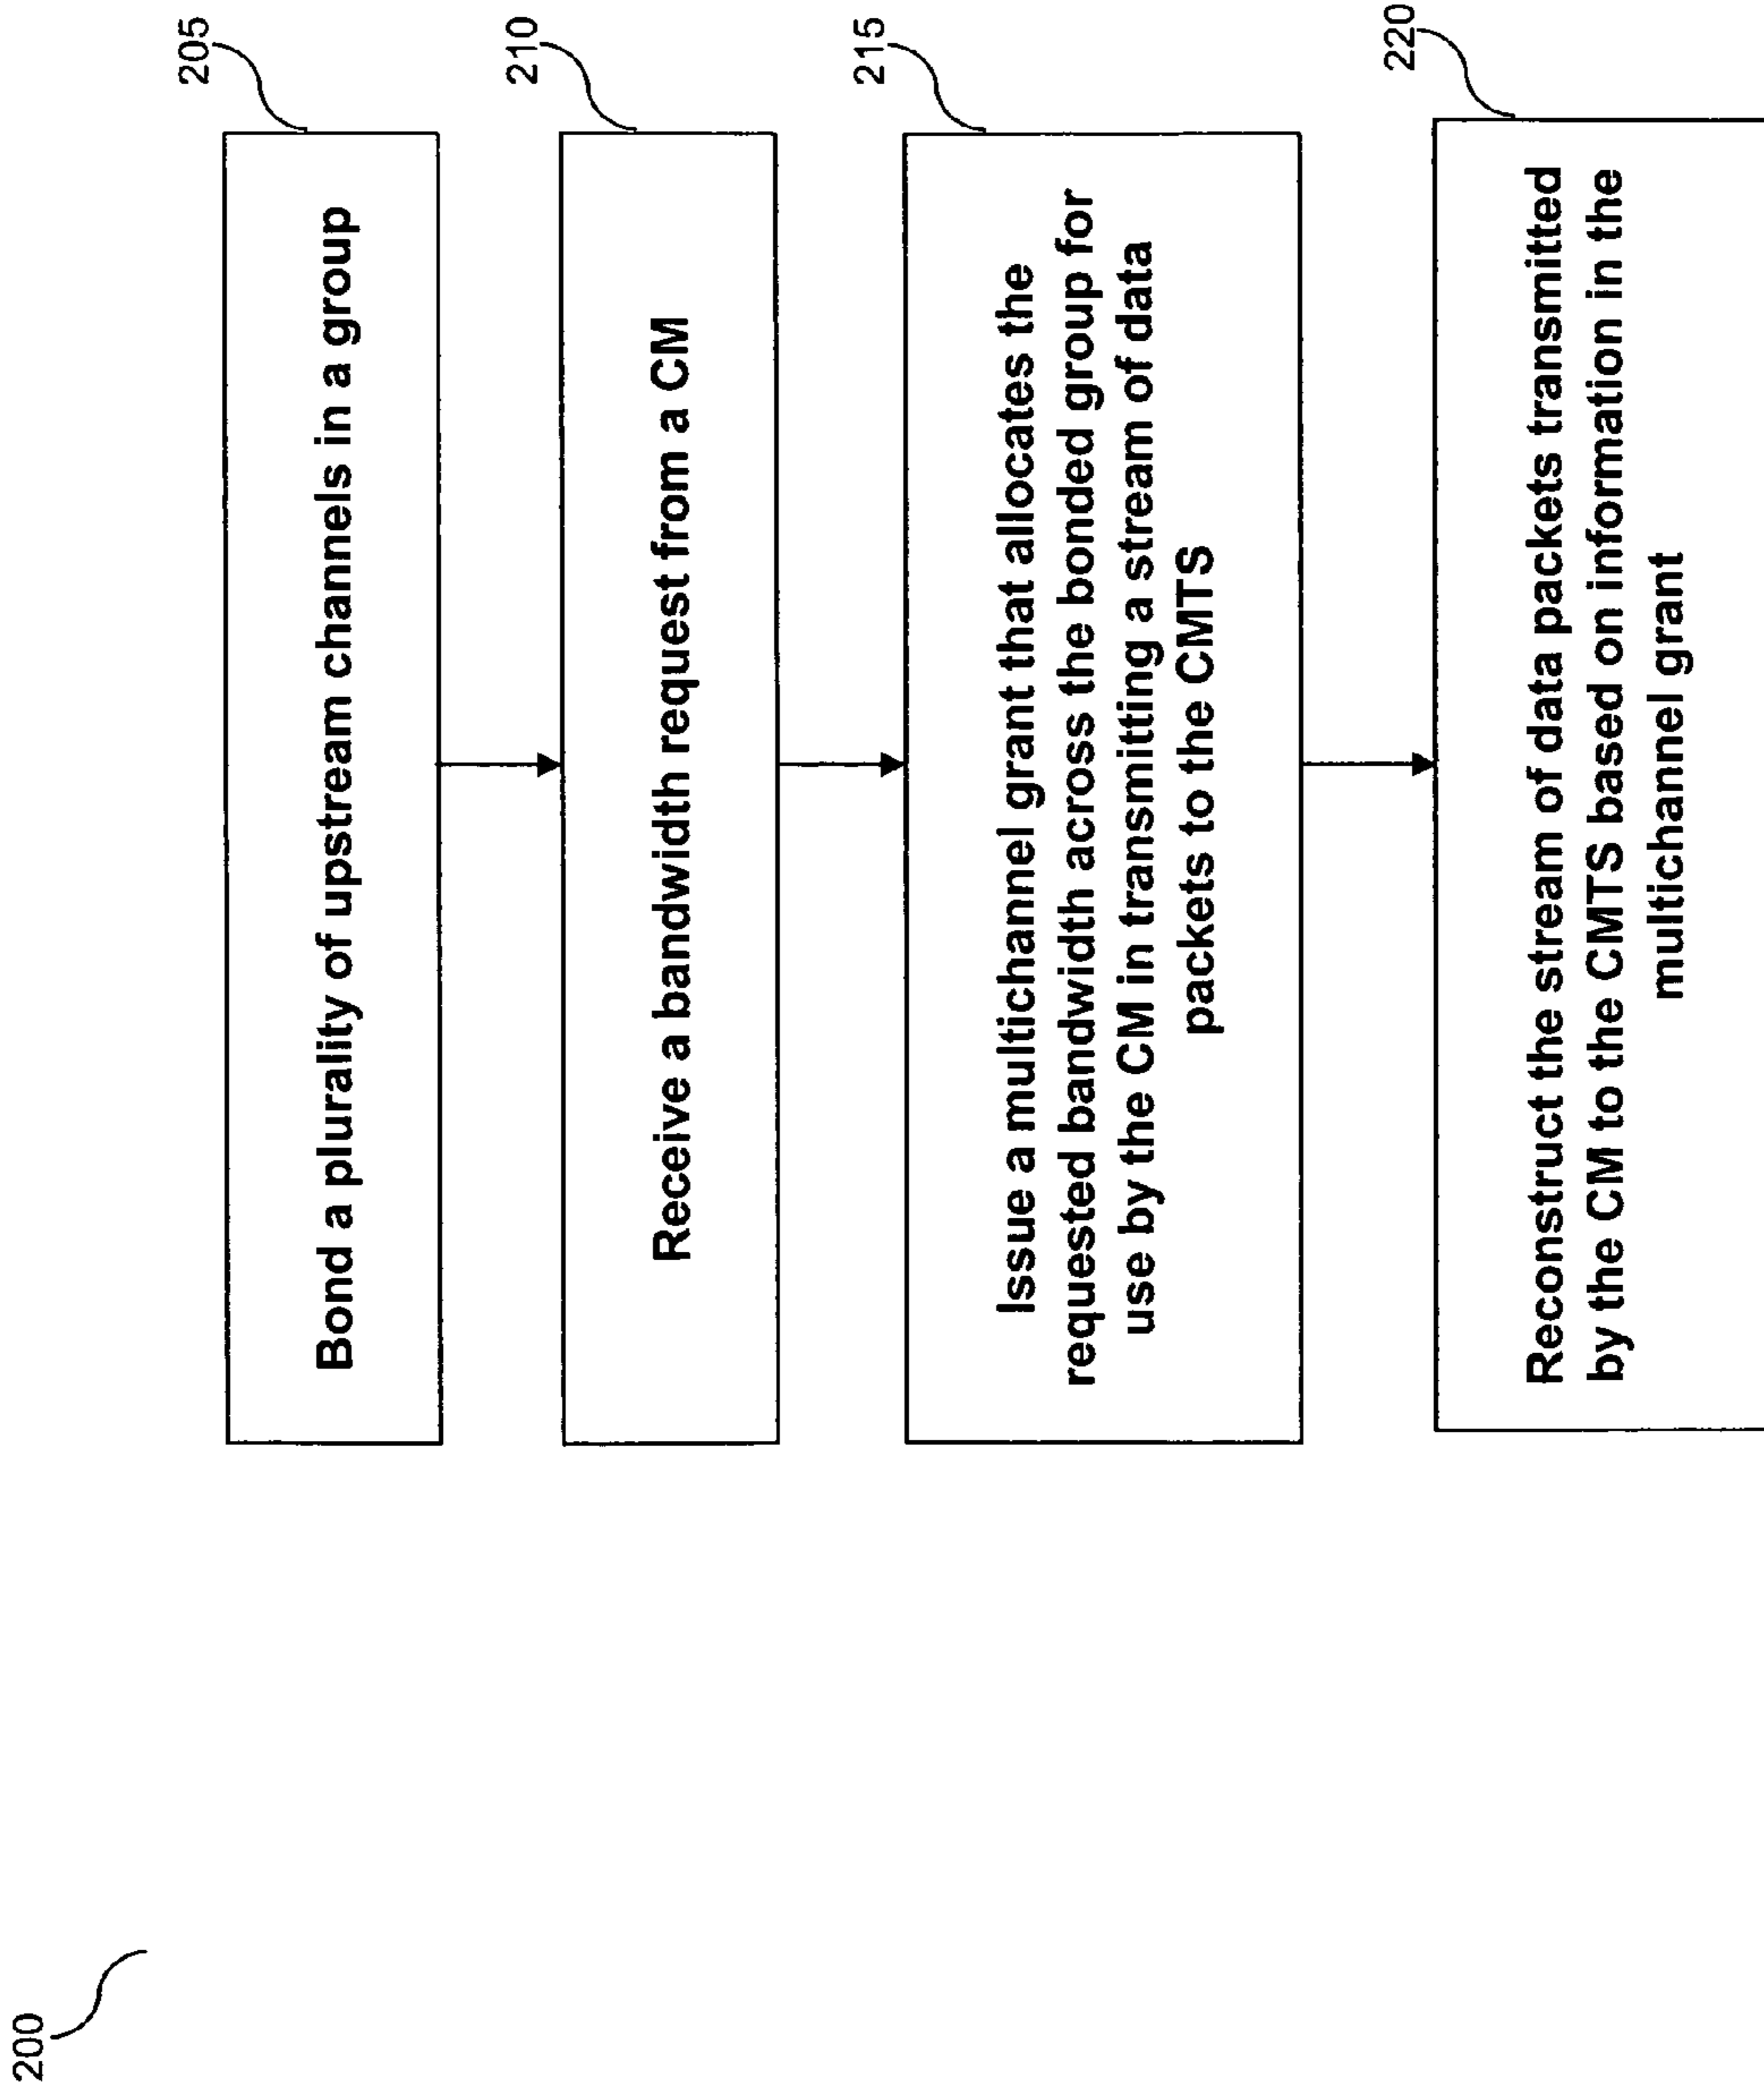 200
205
Bond a plurality of upstream channels in a group
210
Receive a bandwidth request from a CM
215
Issue a multichannel grant that allocates the
requested bandwidth across the bonded group for
use by the CM in transmitting a stream of data
packets to the CMTS
220
Reconstruct the stream of data packets transmitted
by the CM to the CMTS based on information in the
multichannel grant